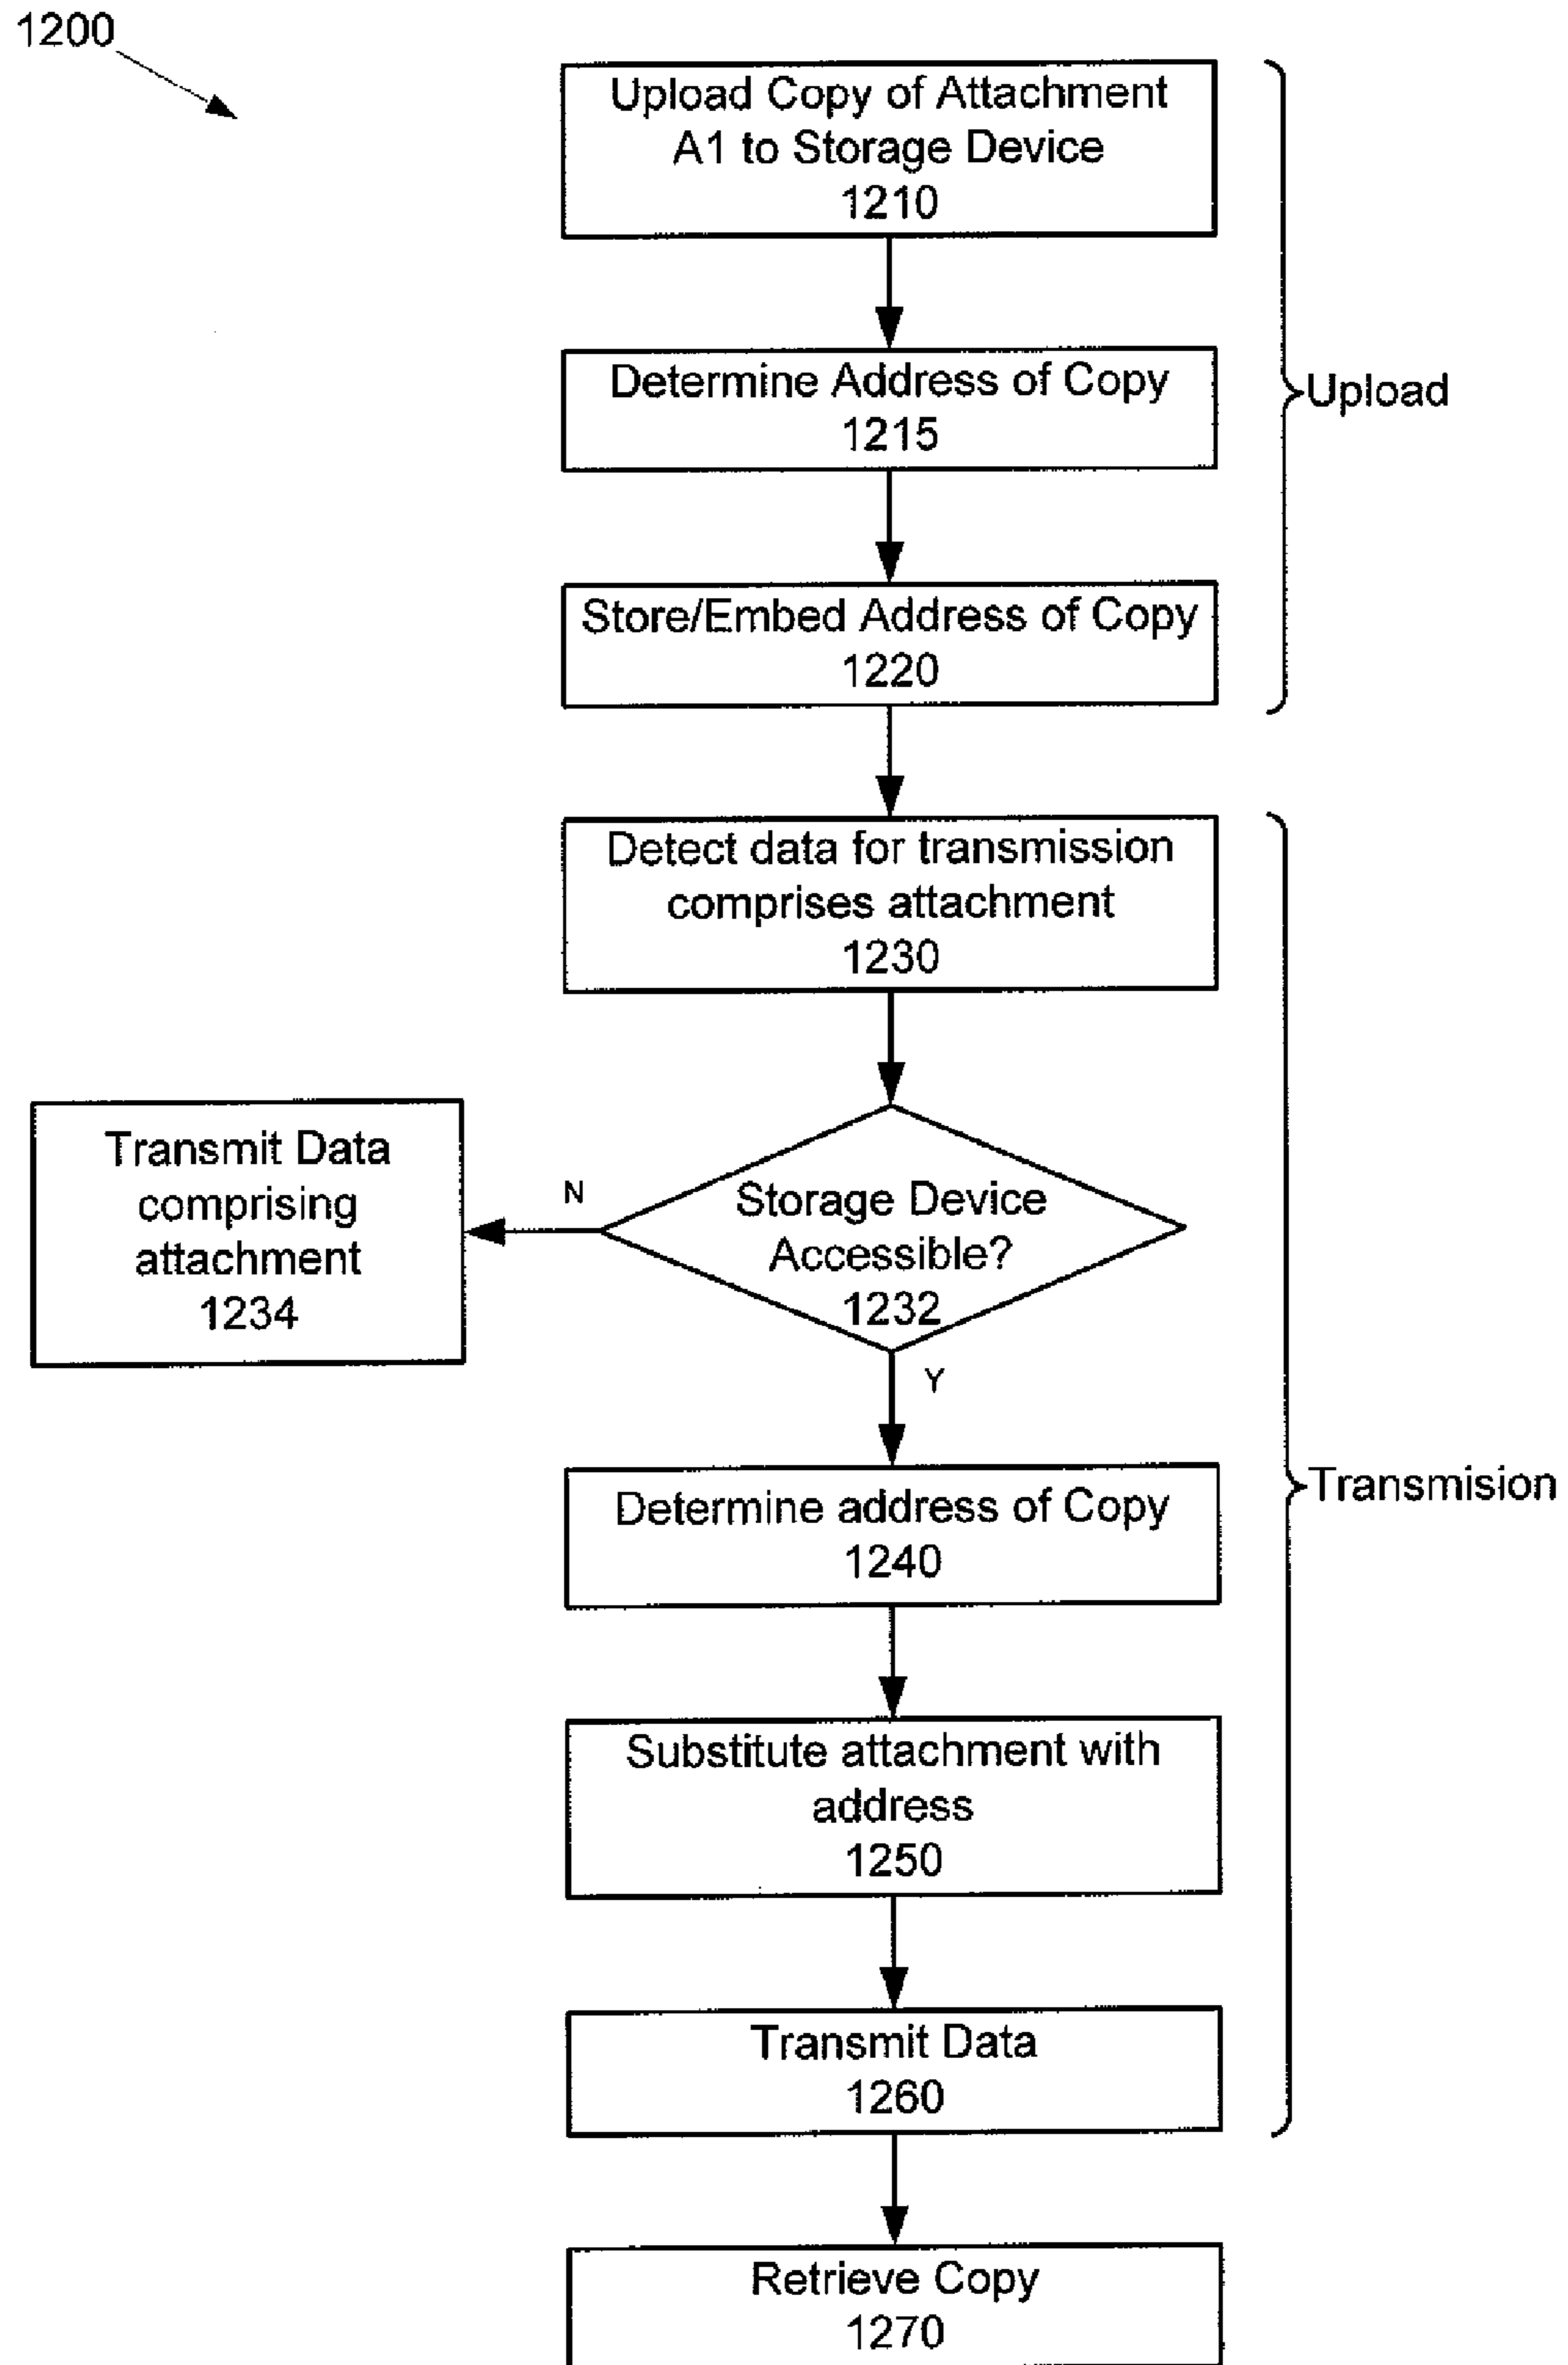 1200
Upload Copy of Attachment
A1 to Storage Device
1210
Determine Address of Copy
1215
Upload
Store/Embed Address of Copy
1220
Detect data for transmission
comprises attachment
1230
Transmit Data
comprising
attachment
1234
N
Storage Device
Accessible?
1232
Y
Determine address of Copy
1240
Transmision
Substitute attachment with
address
1250
Transmit Data
1260
Retrieve Copy
1270